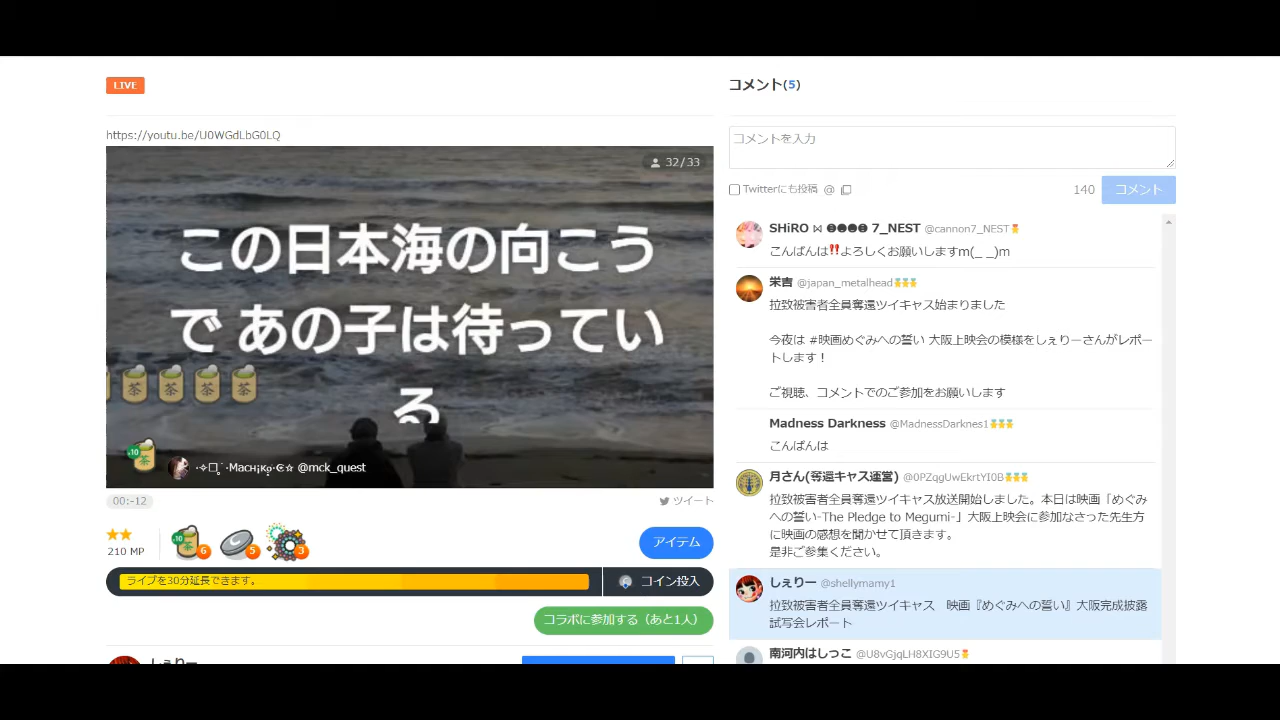 LIVE
https://youtu.be/U0WGdLbG0LQ
32/33
この日本海の向こう
で あの子は待ってい
る
@mck_quest
00:-12
ツイート
210 MP
6
5
3
アイテム
ライブを30分延長できます。
コイン投入
コラボに参加する（あと1人）
しぇりー
コメント(5)
コメントを入力
Twitterにも投稿 @
140
コメント
SHiRO ⋈ 7_NEST @cannon7_NEST
こんばんは‼️よろしくお願いしますm(_ _)m
栄吉 @japan_metalhead
拉致被害者全員奪還ツイキャス始まりました
今夜は #映画めぐみへの誓い 大阪上映会の模様をしぇりーさんがレポー
トします！
ご視聴、コメントでのご参加をお願いします
Madness Darkness @MadnessDarknes1
こんばんは
月さん(奪還キャス運営) @0PZqgUwEkrtYI0B
拉致被害者全員奪還ツイキャス放送開始しました。本日は映画「めぐみ
への誓い-The Pledge to Megumi-」大阪上映会に参加なさった先生方
に映画の感想を聞かせて頂きます。
是非ご参集ください。
しぇりー @shellymamy1
拉致被害者全員奪還ツイキャス　映画『めぐみへの誓い』大阪完成披露
試写会レポート
南河内はしっこ @U8vGjqLH8XIG9U5